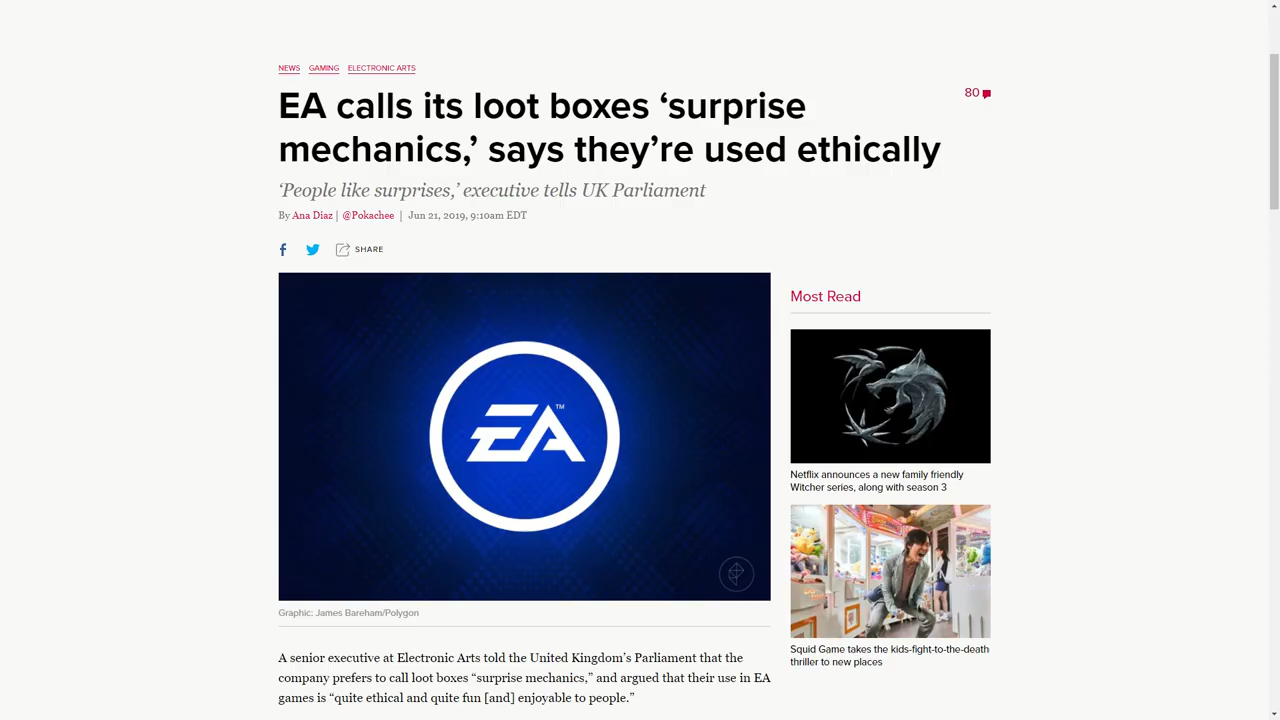 NEWS GAMING ELECTRONIC ARTS
80
EA calls its loot boxes ‘surprise
mechanics,’ says they’re used ethically
‘People like surprises,’ executive tells UK Parliament
By Ana Diaz | @Pokachee | Jun 21, 2019, 9:10am EDT
SHARE
EA™
Graphic: James Bareham/Polygon
A senior executive at Electronic Arts told the United Kingdom’s Parliament that the
company prefers to call loot boxes “surprise mechanics,” and argued that their use in EA
games is “quite ethical and quite fun [and] enjoyable to people.”
Most Read
Netflix announces a new family friendly
Witcher series, along with season 3
Squid Game takes the kids-fight-to-the-death
thriller to new places